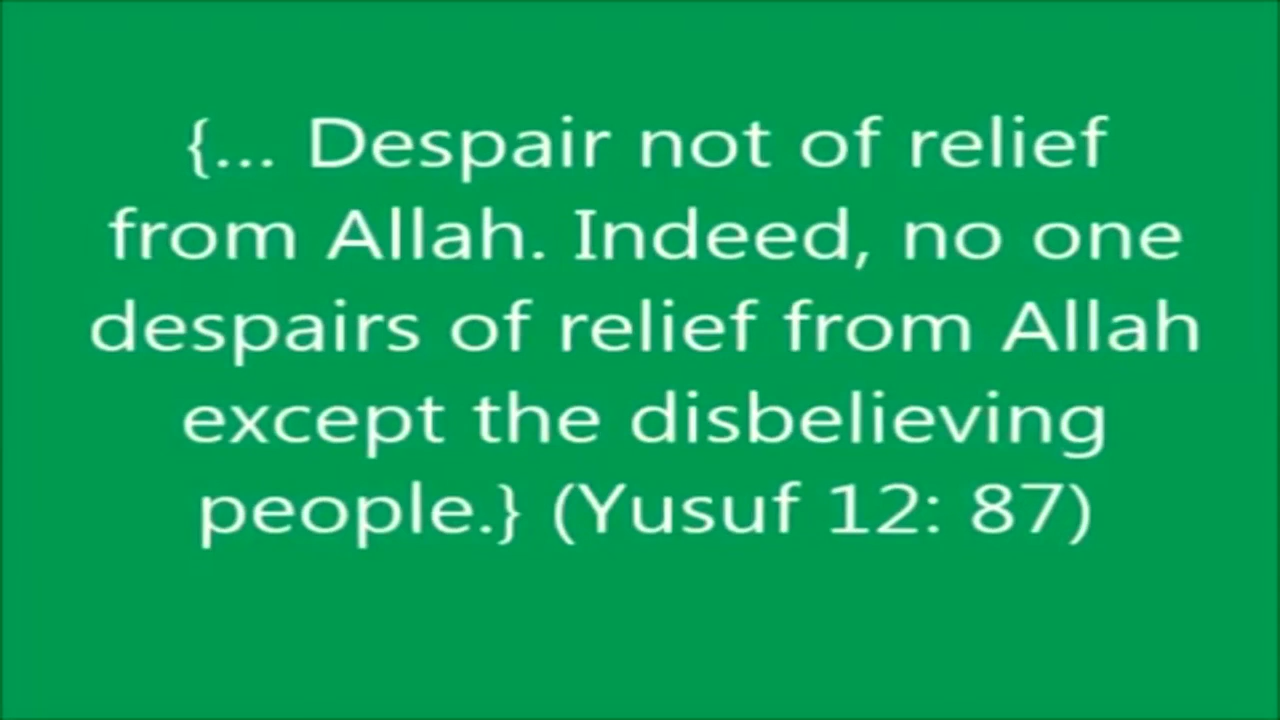 {... Despair not of relief
from Allah. Indeed, no one
despairs of relief from Allah
except the disbelieving
people.} (Yusuf 12: 87)